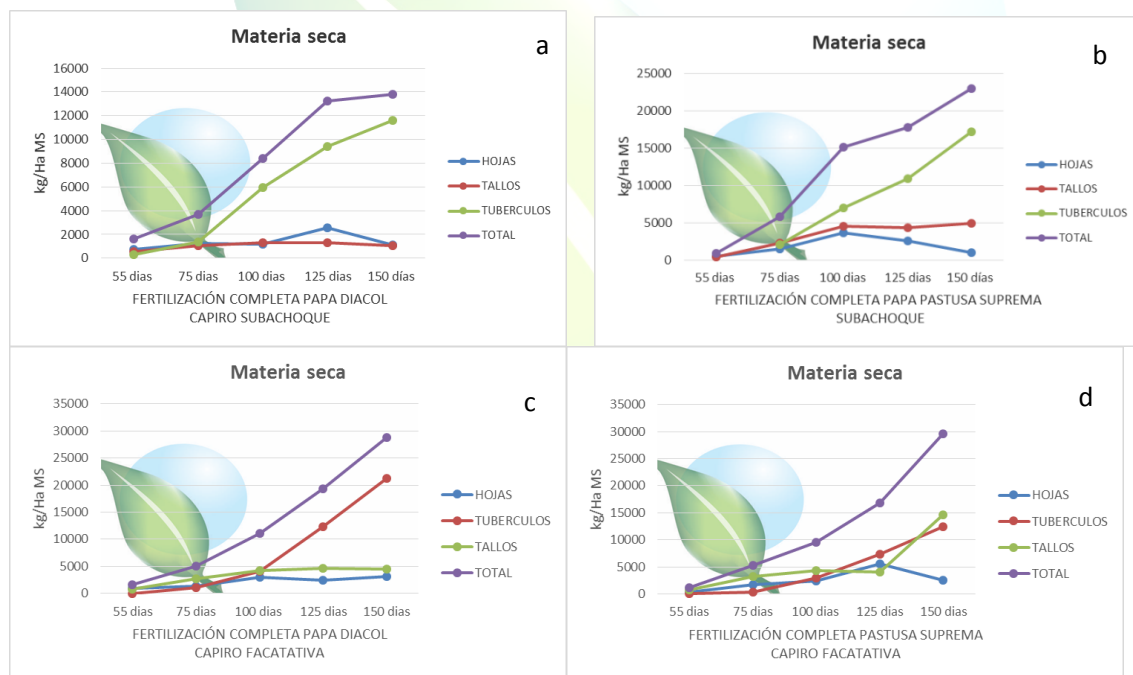 Materia seca
a
kg/Ha MS
16000
14000
12000
10000
8000
6000
4000
2000
0
55 dias 75 dias 100 dias 125 dias 150 días
HOJAS
TALLOS
TUBERCULOS
TOTAL
FERTILIZACIÓN COMPLETA PAPA DIACOL
CAPIRO SUBACHOQUE
Materia seca
b
kg/Ha MS
25000
20000
15000
10000
5000
0
55 dias 75 dias 100 dias 125 dias 150 días
HOJAS
TALLOS
TUBERCULOS
TOTAL
FERTILIZACIÓN COMPLETA PAPA PASTUSA SUPREMA
SUBACHOQUE
Materia seca
c
kg/Ha MS
35000
30000
25000
20000
15000
10000
5000
0
55 dias 75 dias 100 dias 125 dias 150 dias
HOJAS
TUBERCULOS
TALLOS
TOTAL
FERTILIZACIÓN COMPLETA PAPA DIACOL
CAPIRO FACATATIVA
Materia seca
d
kg/Ha MS
35000
30000
25000
20000
15000
10000
5000
0
55 dias 75 dias 100 dias 125 dias 150 dias
HOJAS
TUBERCULOS
TALLOS
TOTAL
FERTILIZACIÓN COMPLETA PASTUSA SUPREMA
CAPIRO FACATATIVA